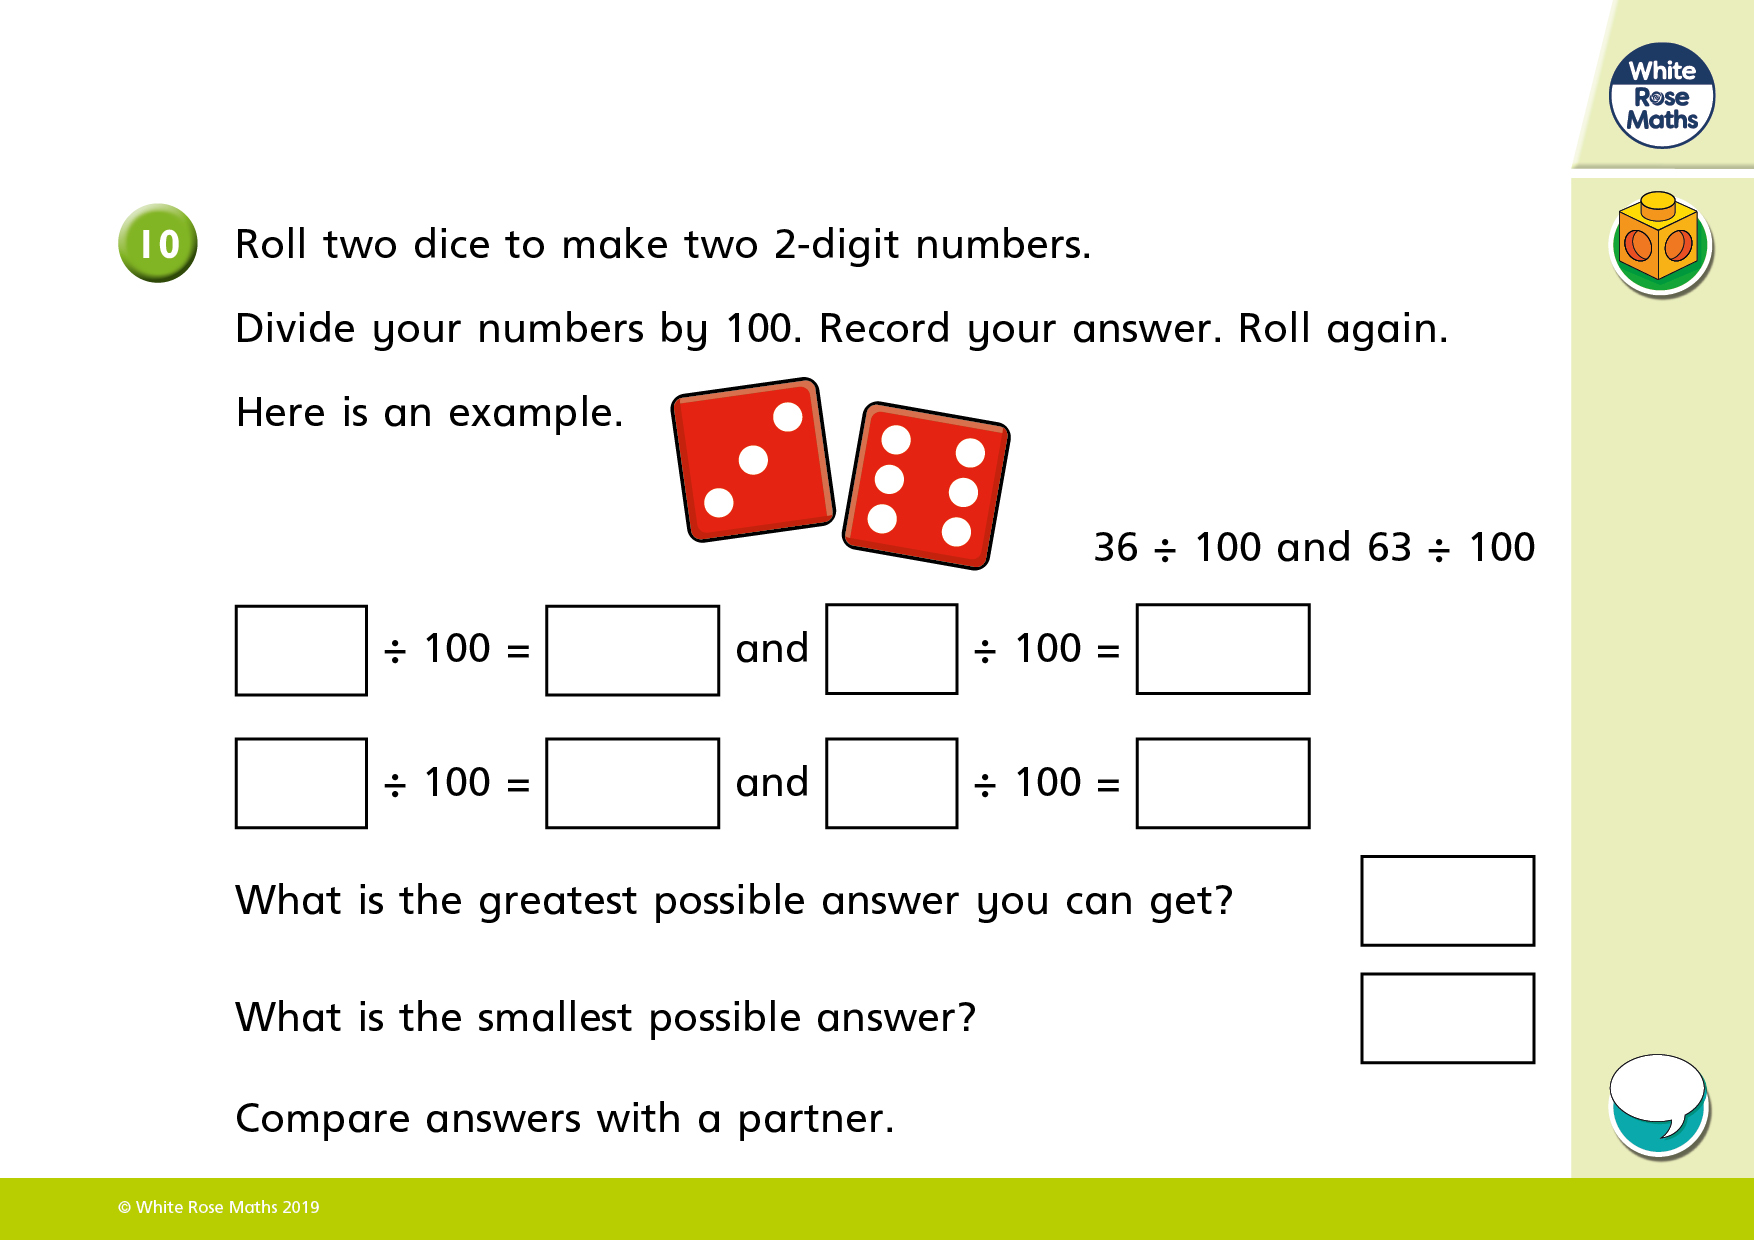 White
Rose
Maths
10 Roll two dice to make two 2-digit numbers.
Divide your numbers by 100. Record your answer. Roll again.
Here is an example.
36 ÷ 100 and 63 ÷ 100
÷ 100 = and ÷ 100 =
÷ 100 = and ÷ 100 =
What is the greatest possible answer you can get?
What is the smallest possible answer?
Compare answers with a partner.
© White Rose Maths 2019